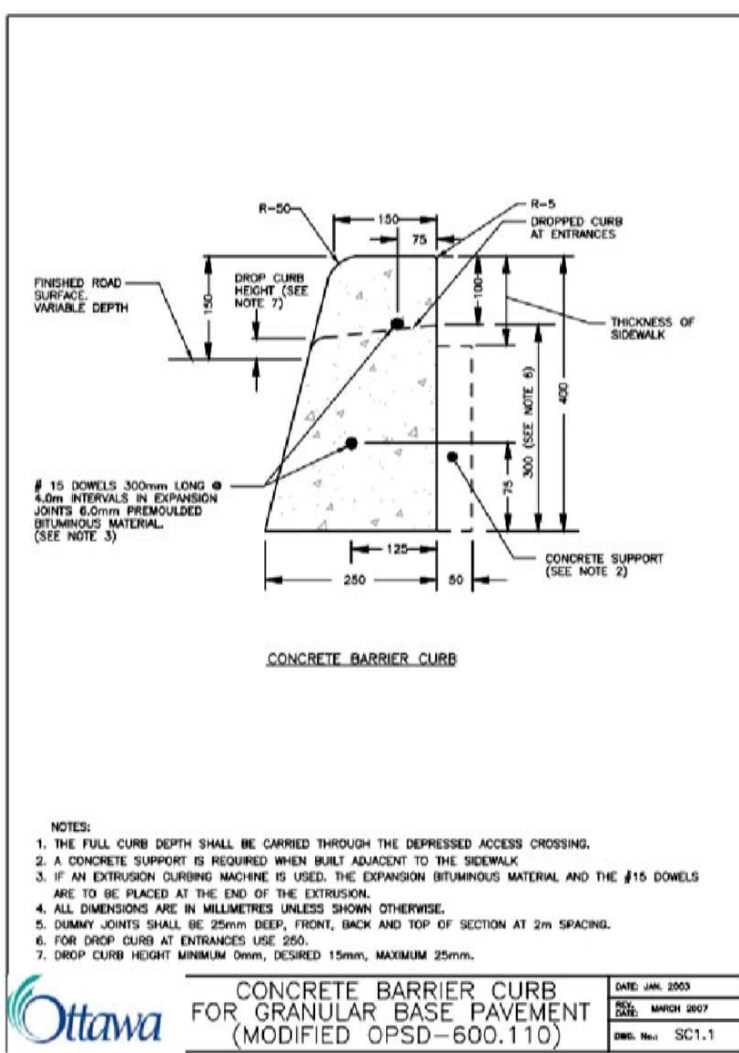 R-50
150
R-5
75
DROPPED CURB
AT ENTRANCES
FINISHED ROAD
SURFACE.
VARIABLE DEPTH
150
DROP CURB
HEIGHT (SEE
NOTE 7)
100
THICKNESS OF
SIDEWALK
400
300 (SEE NOTE 6)
75
# 15 DOWELS 300mm LONG @
4.0m INTERVALS IN EXPANSION
JOINTS 6.0mm PREMOULDED
BITUMINOUS MATERIAL.
(SEE NOTE 3)
125
250
50
CONCRETE SUPPORT
(SEE NOTE 2)
CONCRETE BARRIER CURB
NOTES:
1. THE FULL CURB DEPTH SHALL BE CARRIED THROUGH THE DEPRESSED ACCESS CROSSING.
2. A CONCRETE SUPPORT IS REQUIRED WHEN BUILT ADJACENT TO THE SIDEWALK
3. IF AN EXTRUSION CURBING MACHINE IS USED, THE EXPANSION BITUMINOUS MATERIAL AND THE #15 DOWELS
ARE TO BE PLACED AT THE END OF THE EXTRUSION.
4. ALL DIMENSIONS ARE IN MILLIMETRES UNLESS SHOWN OTHERWISE.
5. DUMMY JOINTS SHALL BE 25mm DEEP, FRONT, BACK AND TOP OF SECTION AT 2m SPACING.
6. FOR DROP CURB AT ENTRANCES USE 250.
7. DROP CURB HEIGHT MINIMUM 0mm, DESIRED 15mm, MAXIMUM 25mm.
Ottawa
CONCRETE BARRIER CURB
FOR GRANULAR BASE PAVEMENT
(MODIFIED OPSD-600.110)
DATE: JAN. 2003
REV. DATE: MARCH 2007
DWG. No.: SC1.1